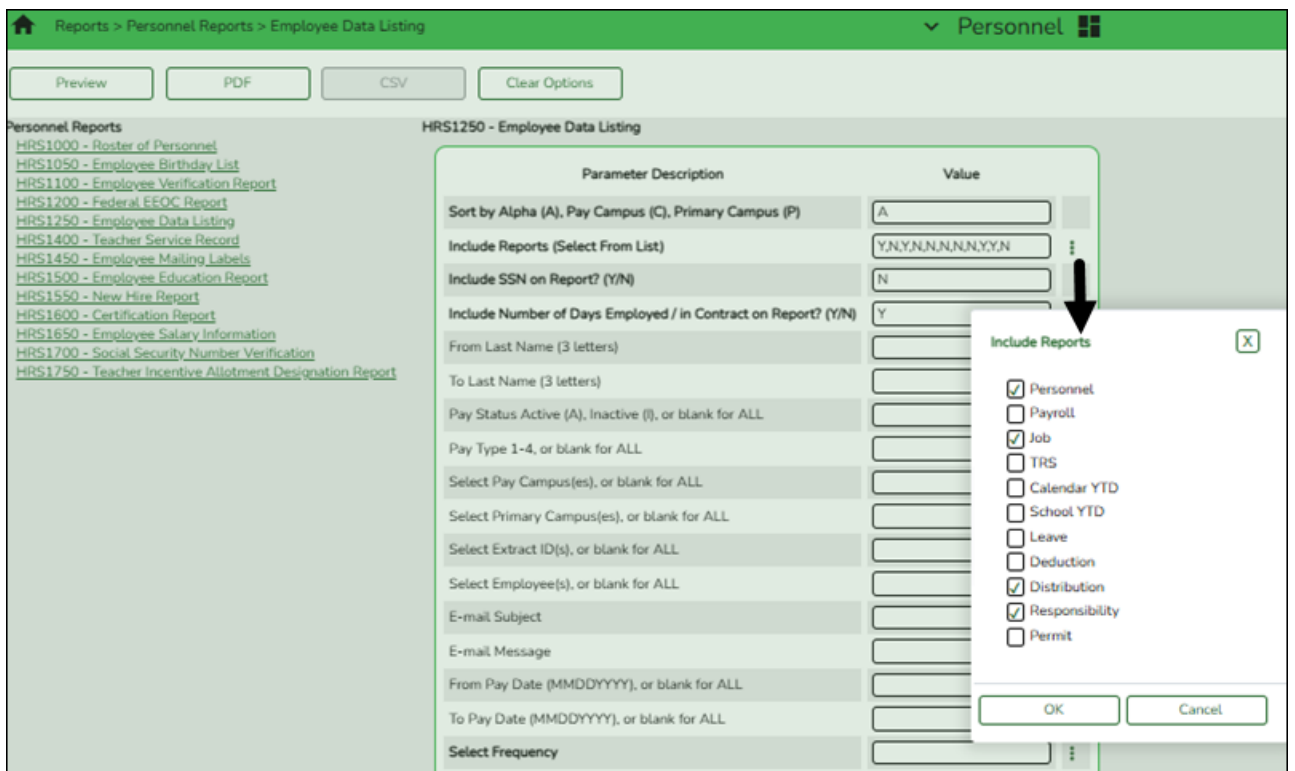 Reports > Personnel Reports > Employee Data Listing
Personnel
Preview
PDF
CSV
Clear Options
Personnel Reports
HRS1000 - Roster of Personnel
HRS1050 - Employee Birthday List
HRS1100 - Employee Verification Report
HRS1200 - Federal EEOC Report
HRS1250 - Employee Data Listing
HRS1400 - Teacher Service Record
HRS1450 - Employee Mailing Labels
HRS1500 - Employee Education Report
HRS1550 - New Hire Report
HRS1600 - Certification Report
HRS1650 - Employee Salary Information
HRS1700 - Social Security Number Verification
HRS1750 - Teacher Incentive Allotment Designation Report
HRS1250 - Employee Data Listing
Parameter Description Value
Sort by Alpha (A), Pay Campus (C), Primary Campus (P) A
Include Reports (Select From List) Y,N,Y,N,N,N,N,N,Y,Y,N
Include SSN on Report? (Y/N) N
Include Number of Days Employed / in Contract on Report? (Y/N) Y
From Last Name (3 letters)
To Last Name (3 letters)
Pay Status Active (A), Inactive (I), or blank for ALL
Pay Type 1-4, or blank for ALL
Select Pay Campus(es), or blank for ALL
Select Primary Campus(es), or blank for ALL
Select Extract ID(s), or blank for ALL
Select Employee(s), or blank for ALL
E-mail Subject
E-mail Message
From Pay Date (MMDDYYYY), or blank for ALL
To Pay Date (MMDDYYYY), or blank for ALL
Select Frequency
Include Reports
X
Personnel
Payroll
Job
TRS
Calendar YTD
School YTD
Leave
Deduction
Distribution
Responsibility
Permit
OK
Cancel